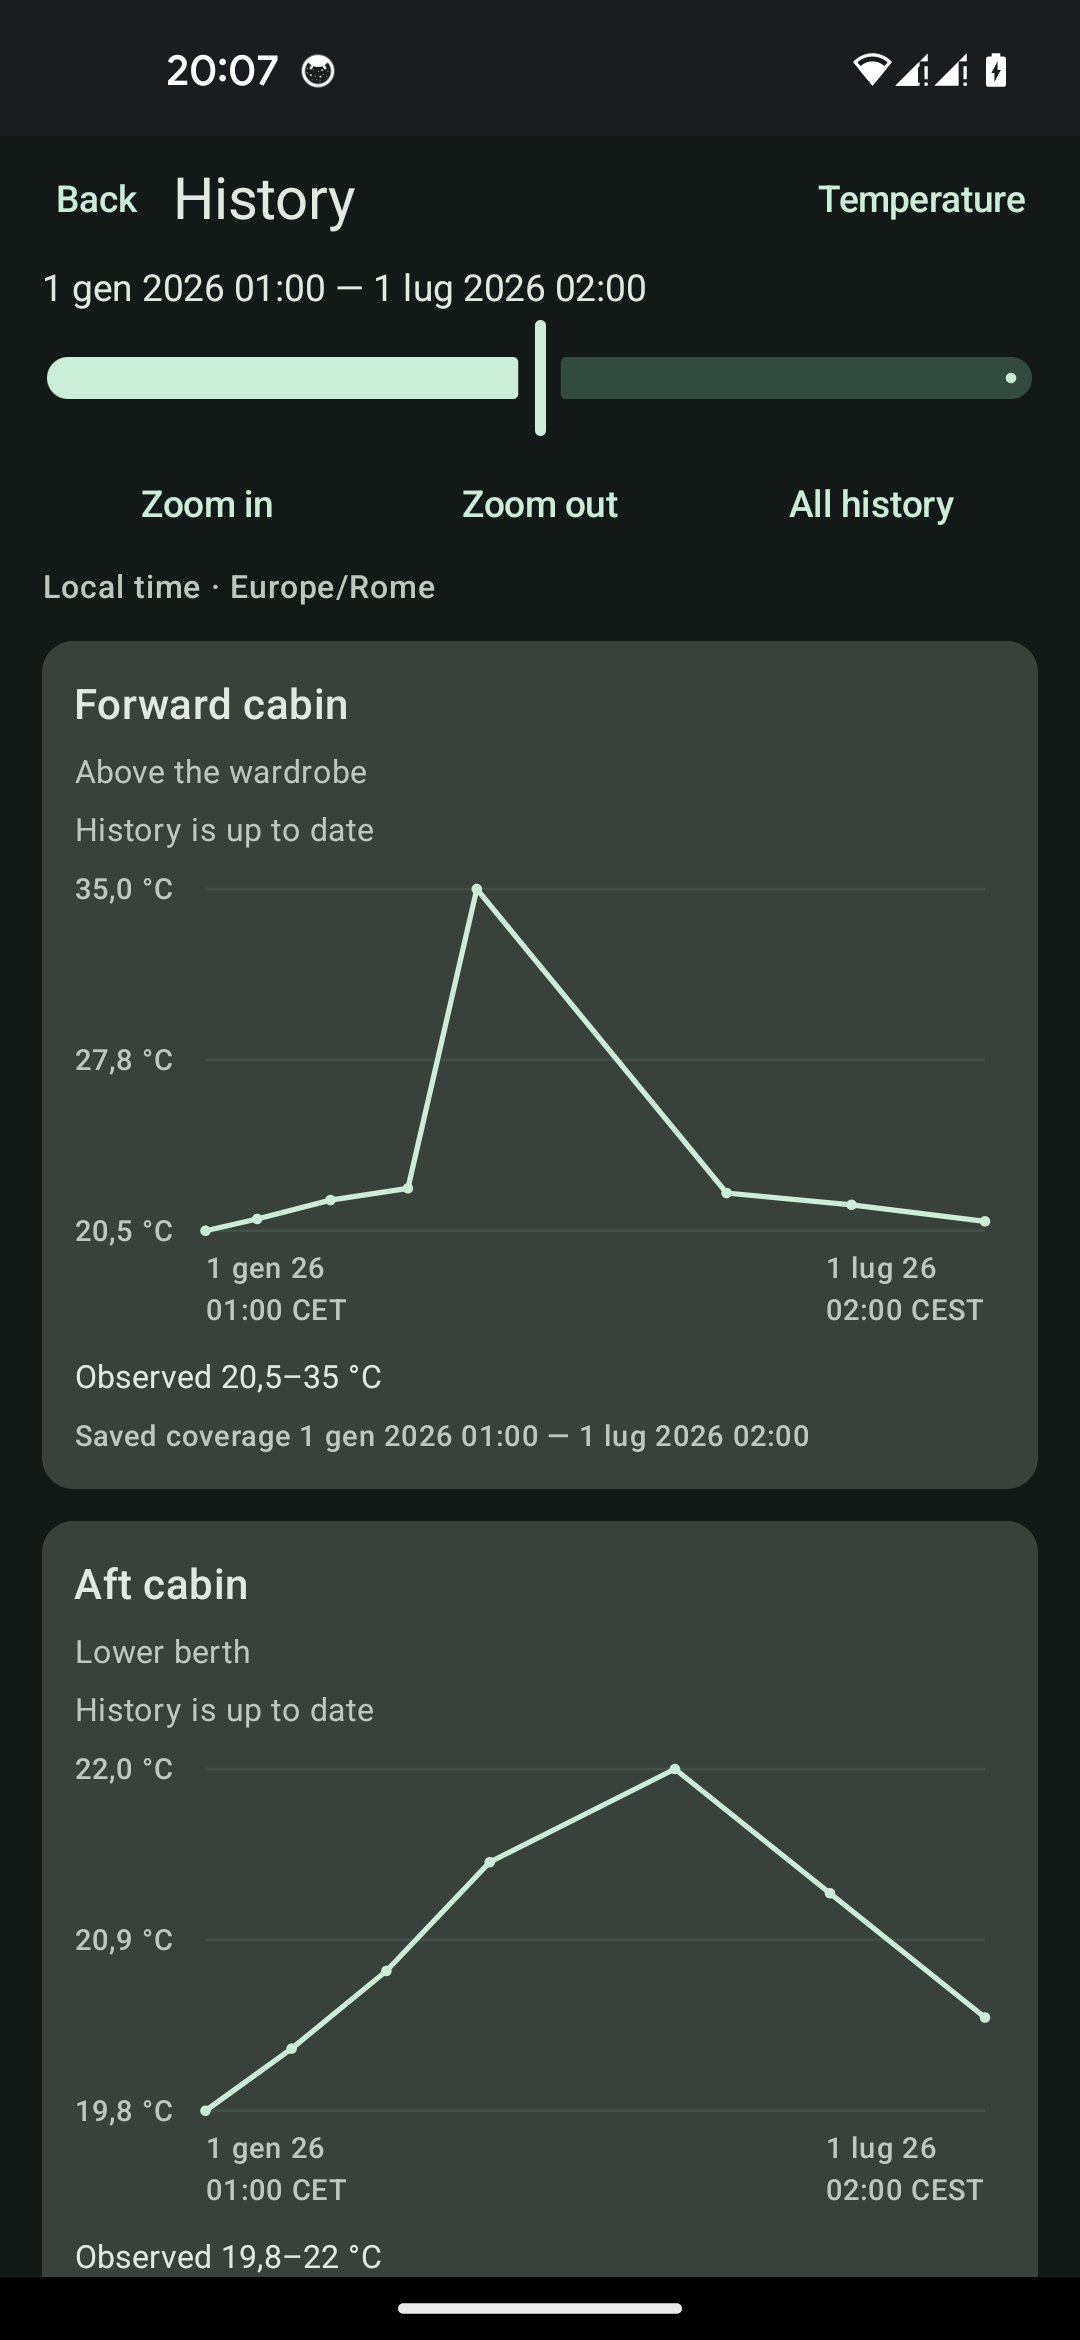 20:07
Back History Temperature
1 gen 2026 01:00 — 1 lug 2026 02:00
Zoom in Zoom out All history
Local time · Europe/Rome
Forward cabin
Above the wardrobe
History is up to date
35,0 °C
27,8 °C
20,5 °C
1 gen 26 1 lug 26
01:00 CET 02:00 CEST
Observed 20,5–35 °C
Saved coverage 1 gen 2026 01:00 — 1 lug 2026 02:00
Aft cabin
Lower berth
History is up to date
22,0 °C
20,9 °C
19,8 °C
1 gen 26 1 lug 26
01:00 CET 02:00 CEST
Observed 19,8–22 °C